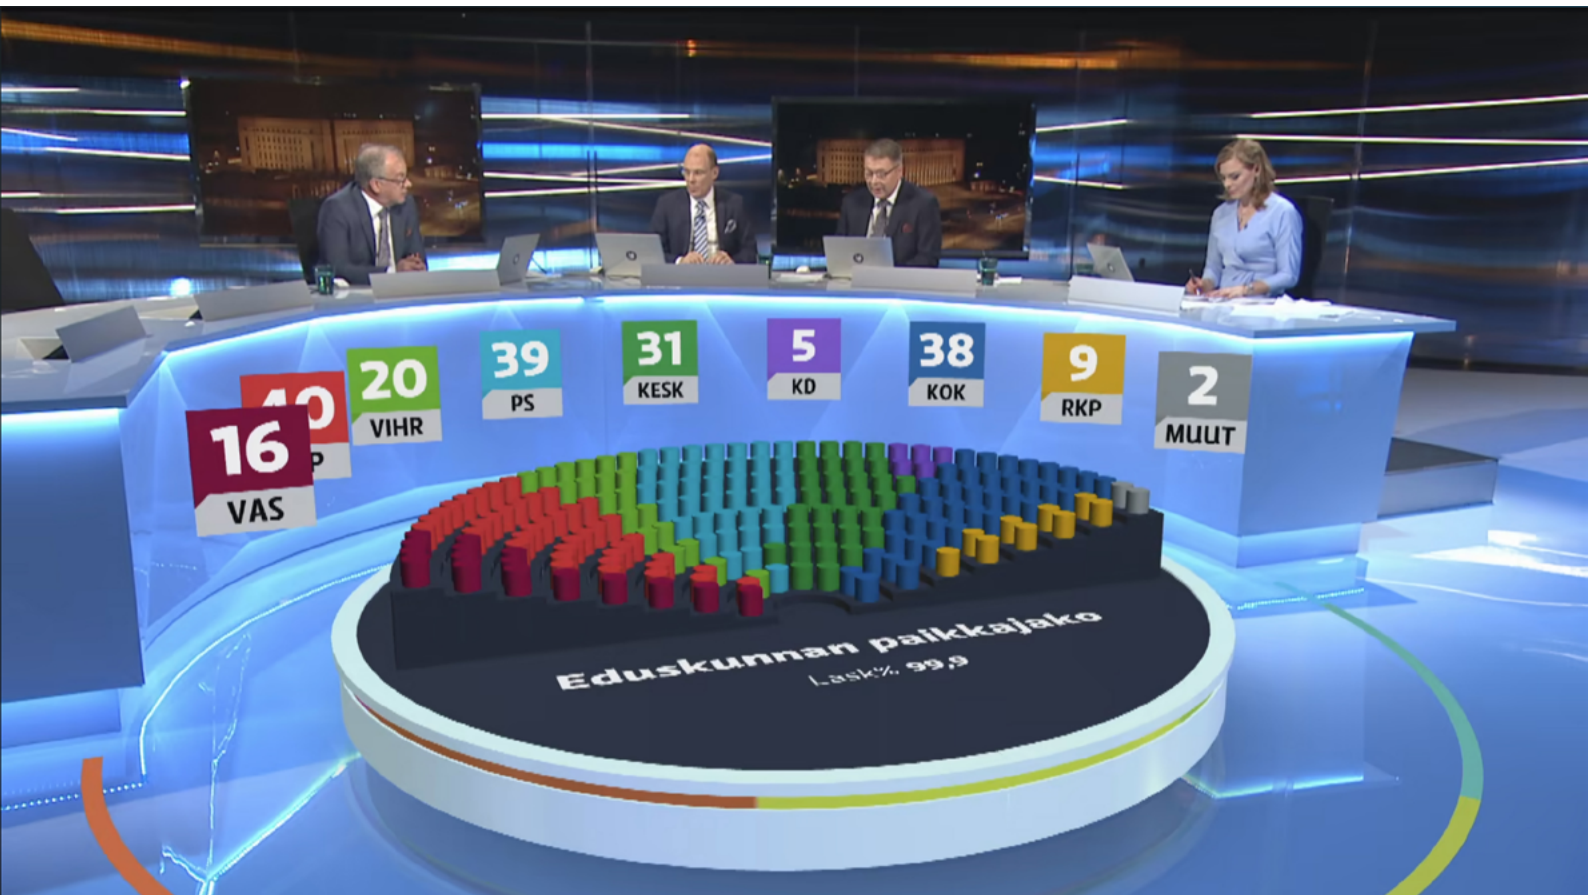 16
VAS
40
P
20
VIHR
39
PS
31
KESK
5
KD
38
KOK
9
RKP
2
MUUT
Eduskunnan paikkajako
Lask% 99,9